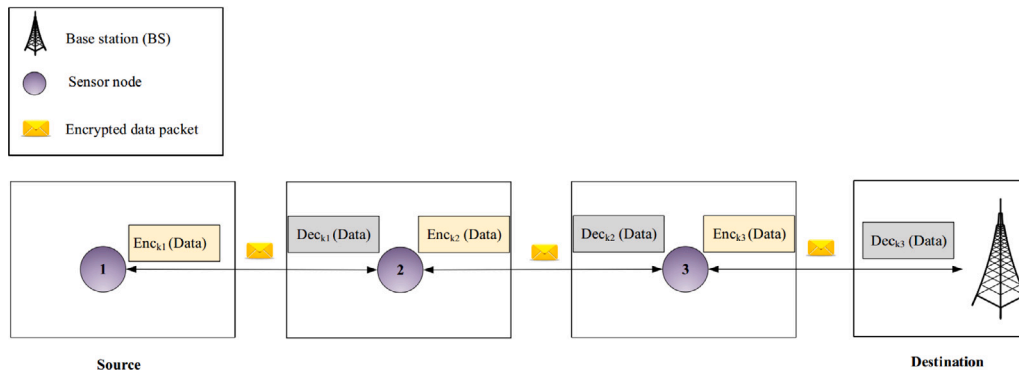 Base station (BS)
Sensor node
Encrypted data packet
Enck1 (Data)
Deck1 (Data)
Enck2 (Data)
Deck2 (Data)
Enck3 (Data)
Deck3 (Data)
1
2
3
Source
Destination